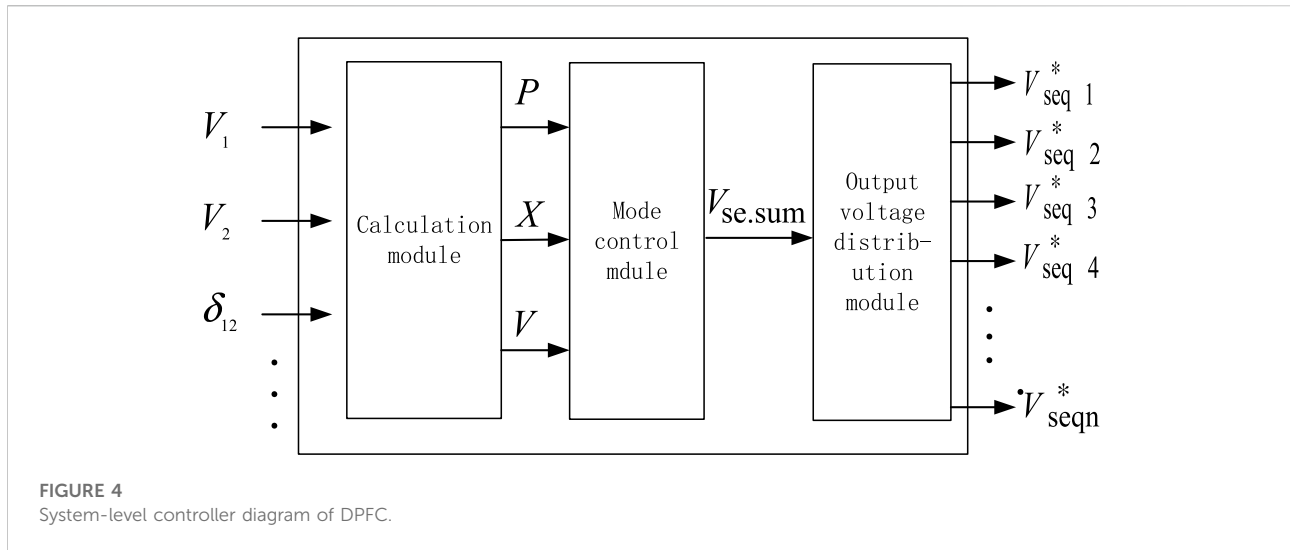 V₁
V₂
δ₁₂
Calculation
module
P
X
V
Mode
control
mdule
V se.sum
Output
voltage
distrib-
ution
module
V*seq 1
V*seq 2
V*seq 3
V*seq 4
V*seqn
FIGURE 4
System-level controller diagram of DPFC.